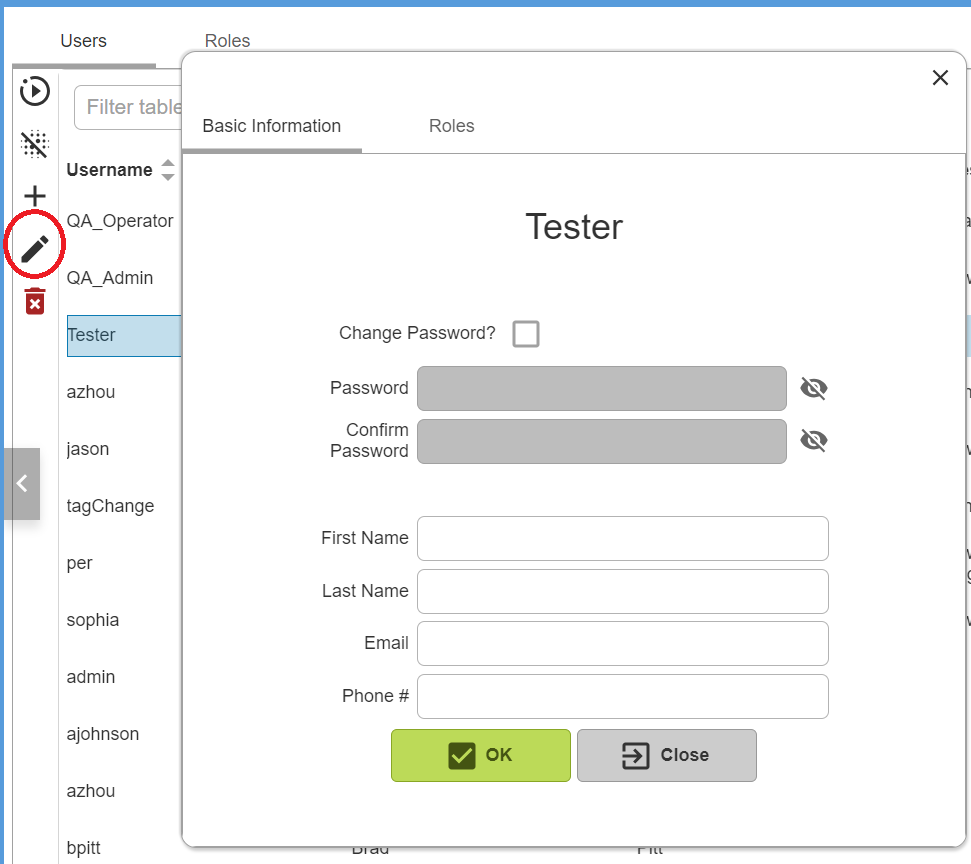 Users Roles
Filter table
Basic Information Roles
Username
QA_Operator
Tester
QA_Admin
Change Password?
Tester
Password
azhou
Confirm
Password
jason
tagChange
First Name
per
Last Name
sophia
Email
admin
Phone #
ajohnson
OK Close
azhou
bpitt Brad Pitt